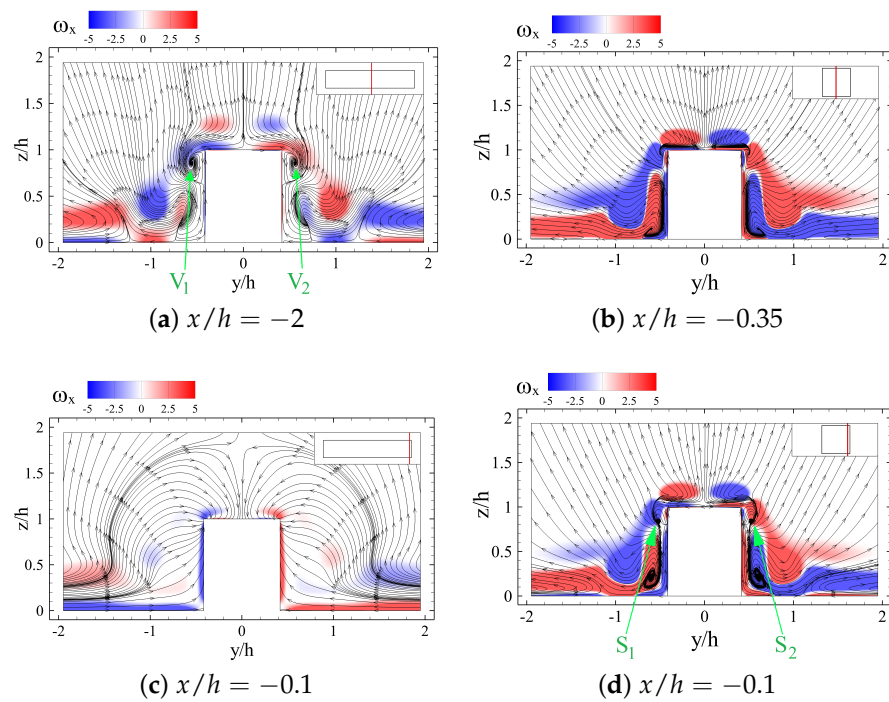 ωx
-5 -2.5 0 2.5 5
2
1.5
z/h
1
0.5
0
-2 -1 0 1 2
V1 y/h V2
(a) x/h = −2
ωx
-5 -2.5 0 2.5 5
2
1.5
z/h
1
0.5
0
-2 -1 0 1 2
y/h
(b) x/h = −0.35
ωx
-5 -2.5 0 2.5 5
2
1.5
z/h
1
0.5
0
-2 -1 0 1 2
y/h
(c) x/h = −0.1
ωx
-5 -2.5 0 2.5 5
2
1.5
z/h
1
0.5
0
-2 -1 0 1 2
S1 y/h S2
(d) x/h = −0.1